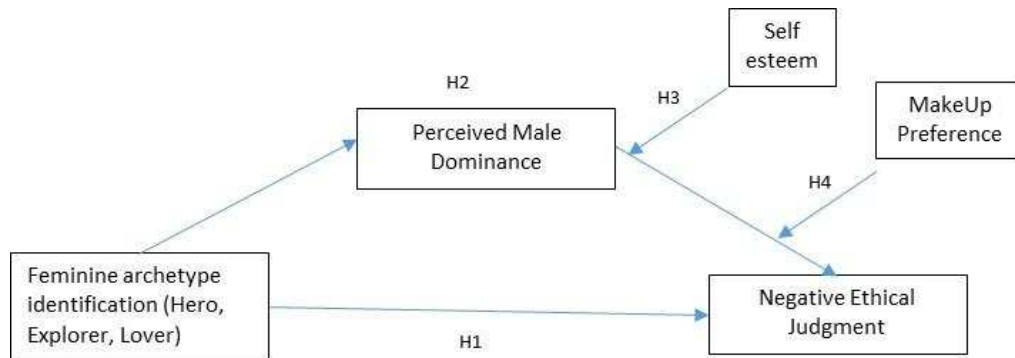 Self
esteem
H2
H3
MakeUp
Preference
Perceived Male
Dominance
H4
Feminine archetype
identification (Hero,
Explorer, Lover)
Negative Ethical
Judgment
H1